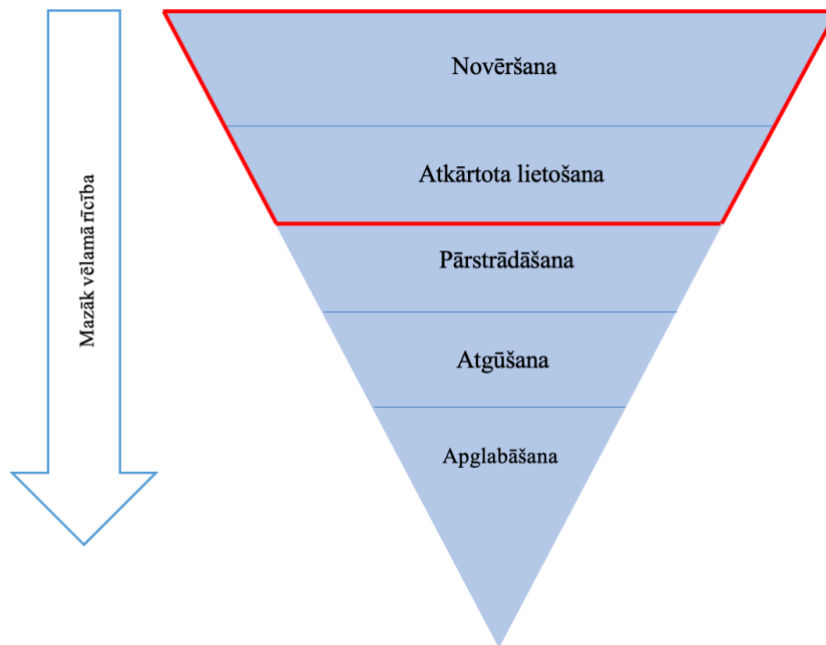 Novēršana
Atkārtota lietošana
Pārstrādāšana
Atgūšana
Apglabāšana
Mazāk vēlamā rīcība